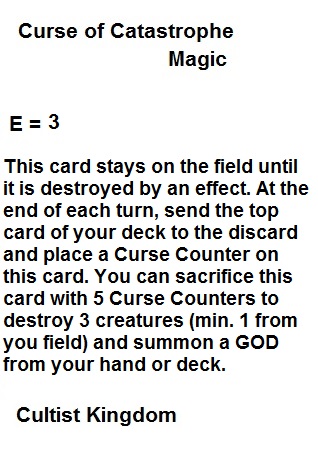 Curse of Catastrophe
Magic
E = 3
This card stays on the field until
it is destroyed by an effect. At the
end of each turn, send the top
card of your deck to the discard
and place a Curse Counter on
this card. You can sacrifice this
card with 5 Curse Counters to
destroy 3 creatures (min. 1 from
you field) and summon a GOD
from your hand or deck.
Cultist Kingdom